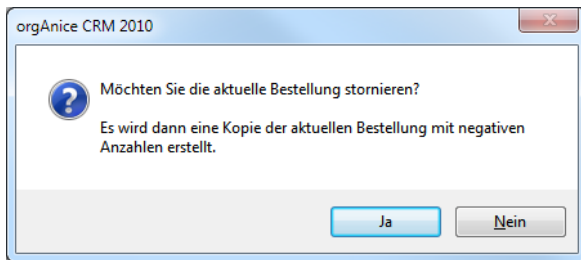 orgAnice CRM 2010
Möchten Sie die aktuelle Bestellung stornieren?
Es wird dann eine Kopie der aktuellen Bestellung mit negativen
Anzahlen erstellt.
Ja
Nein